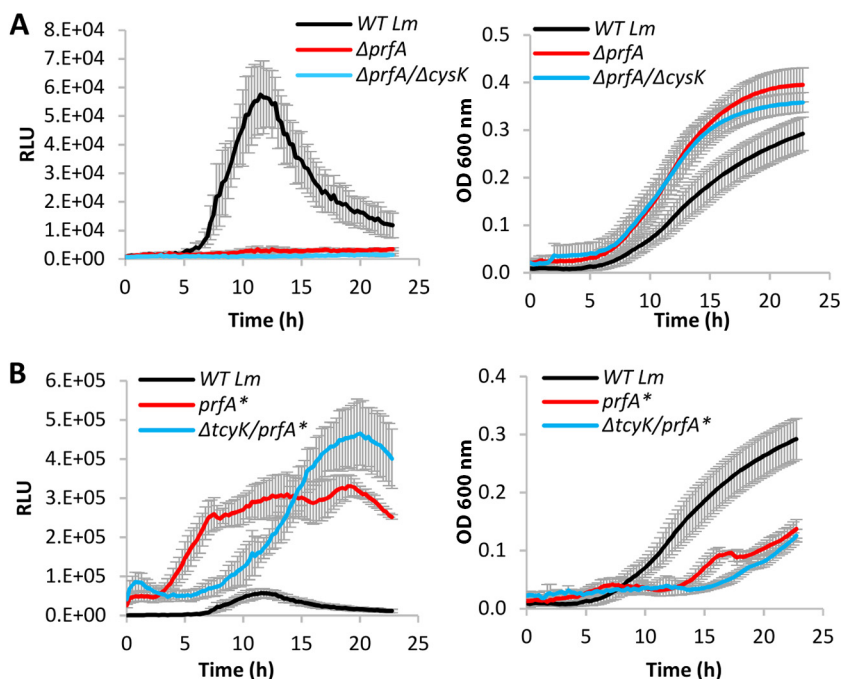 A
WT Lm
ΔprfA
ΔprfA/ΔcysK
RLU
8.E+04
7.E+04
6.E+04
5.E+04
4.E+04
3.E+04
2.E+04
1.E+04
0.E+00
0 5 10 15 20 25
Time (h)
WT Lm
ΔprfA
ΔprfA/ΔcysK
OD 600 nm
0.5
0.4
0.3
0.2
0.1
0.0
0 5 10 15 20 25
Time (h)
B
WT Lm
prfA*
ΔtcyK/prfA*
RLU
6.E+05
5.E+05
4.E+05
3.E+05
2.E+05
1.E+05
0.E+00
0 5 10 15 20 25
Time (h)
WT Lm
prfA*
ΔtcyK/prfA*
OD 600 nm
0.4
0.3
0.2
0.1
0.0
0 5 10 15 20 25
Time (h)